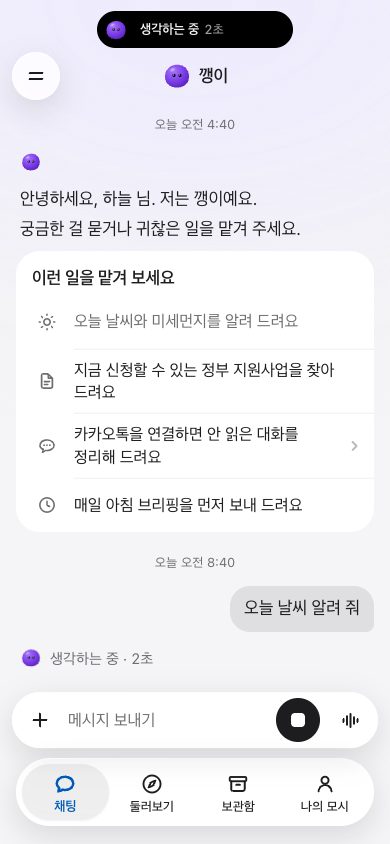 생각하는 중 2초
깽이
오늘 오전 4:40
안녕하세요, 하늘 님. 저는 깽이예요.
궁금한 걸 묻거나 귀찮은 일을 맡겨 주세요.
이런 일을 맡겨 보세요
오늘 날씨와 미세먼지를 알려 드려요
지금 신청할 수 있는 정부 지원사업을 찾아
드려요
카카오톡을 연결하면 안 읽은 대화를
정리해 드려요
매일 아침 브리핑을 먼저 보내 드려요
오늘 오전 8:40
오늘 날씨 알려 줘
생각하는 중 · 2초
메시지 보내기
채팅
둘러보기
보관함
나의 모시